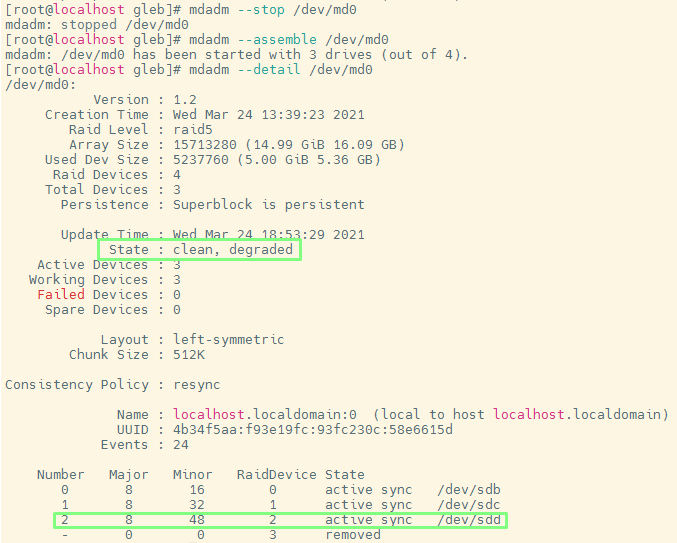 [root@localhost gleb]# mdadm --stop /dev/md0
mdadm: stopped /dev/md0
[root@localhost gleb]# mdadm --assemble /dev/md0
mdadm: /dev/md0 has been started with 3 drives (out of 4).
[root@localhost gleb]# mdadm --detail /dev/md0
/dev/md0:
Version : 1.2
Creation Time : Wed Mar 24 13:39:23 2021
Raid Level : raid5
Array Size : 15713280 (14.99 GiB 16.09 GB)
Used Dev Size : 5237760 (5.00 GiB 5.36 GB)
Raid Devices : 4
Total Devices : 3
Persistence : Superblock is persistent
Update Time : Wed Mar 24 18:53:29 2021
State : clean, degraded
Active Devices : 3
Working Devices : 3
Failed Devices : 0
Spare Devices : 0
Layout : left-symmetric
Chunk Size : 512K
Consistency Policy : resync
Name : localhost.localdomain:0 (local to host localhost.localdomain)
UUID : 4b34f5aa:f93e19fc:93fc230c:58e6615d
Events : 24
Number Major Minor RaidDevice State
0 8 16 0 active sync /dev/sdb
1 8 32 1 active sync /dev/sdc
2 8 48 2 active sync /dev/sdd
- 0 0 3 removed